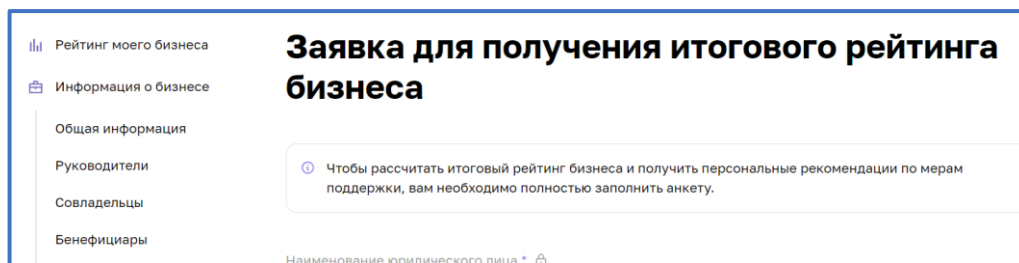 Рейтинг моего бизнеса
Информация о бизнесе
Общая информация
Руководители
Совладельцы
Бенефициары
Заявка для получения итогового рейтинга
бизнеса
Чтобы рассчитать итоговый рейтинг бизнеса и получить персональные рекомендации по мерам
поддержки, вам необходимо полностью заполнить анкету.
Наименование юридического лица *